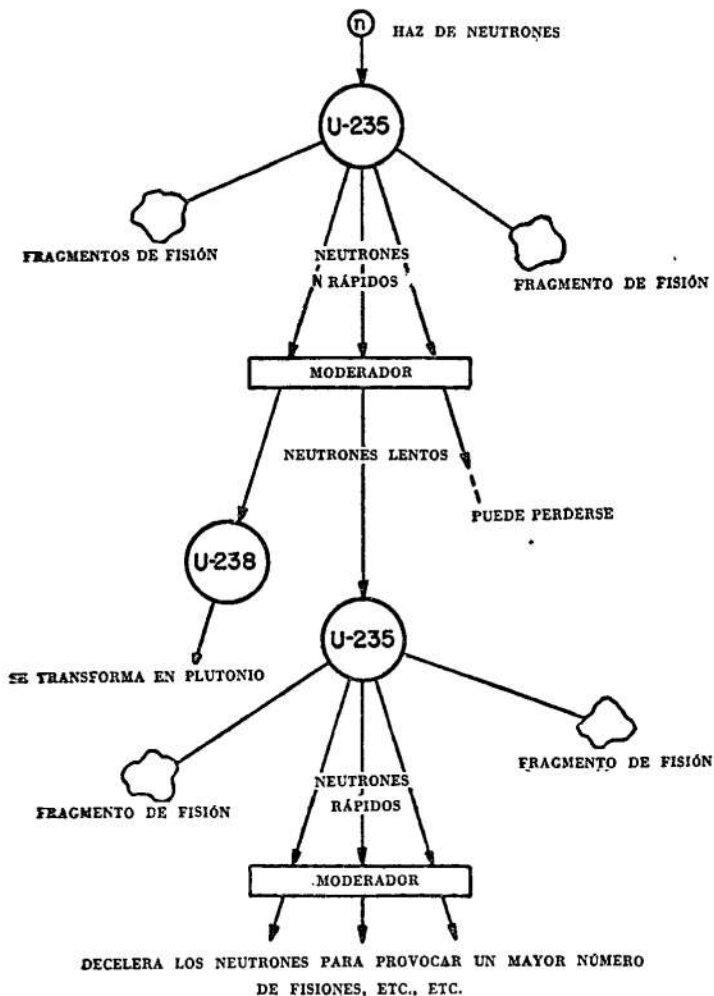 n HAZ DE NEUTRONES
U-235
FRAGMENTOS DE FISIÓN
FRAGMENTO DE FISIÓN
NEUTRONES
N RÁPIDOS
MODERADOR
NEUTRONES LENTOS
PUEDE PERDERSE
U-238
U-235
SE TRANSFORMA EN PLUTONIO
FRAGMENTO DE FISIÓN
FRAGMENTO DE FISIÓN
NEUTRONES
RÁPIDOS
MODERADOR
DECELERA LOS NEUTRONES PARA PROVOCAR UN MAYOR NÚMERO
DE FISIONES, ETC., ETC.